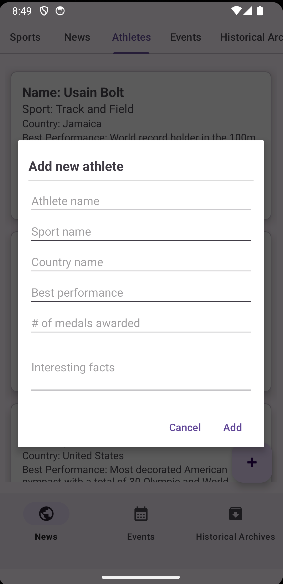 8:49
Sports News Athletes Events Historical Arc
Name: Usain Bolt
Sport: Track and Field
Country: Jamaica
Best Performance: World record holder in the 100m
Add new athlete
Athlete name
Sport name
Country name
Best performance
# of medals awarded
Interesting facts
Cancel Add
Country: United States
Best Performance: Most decorated American
gymnast with a total of 30 Olympic and World
+
News Events Historical Archives